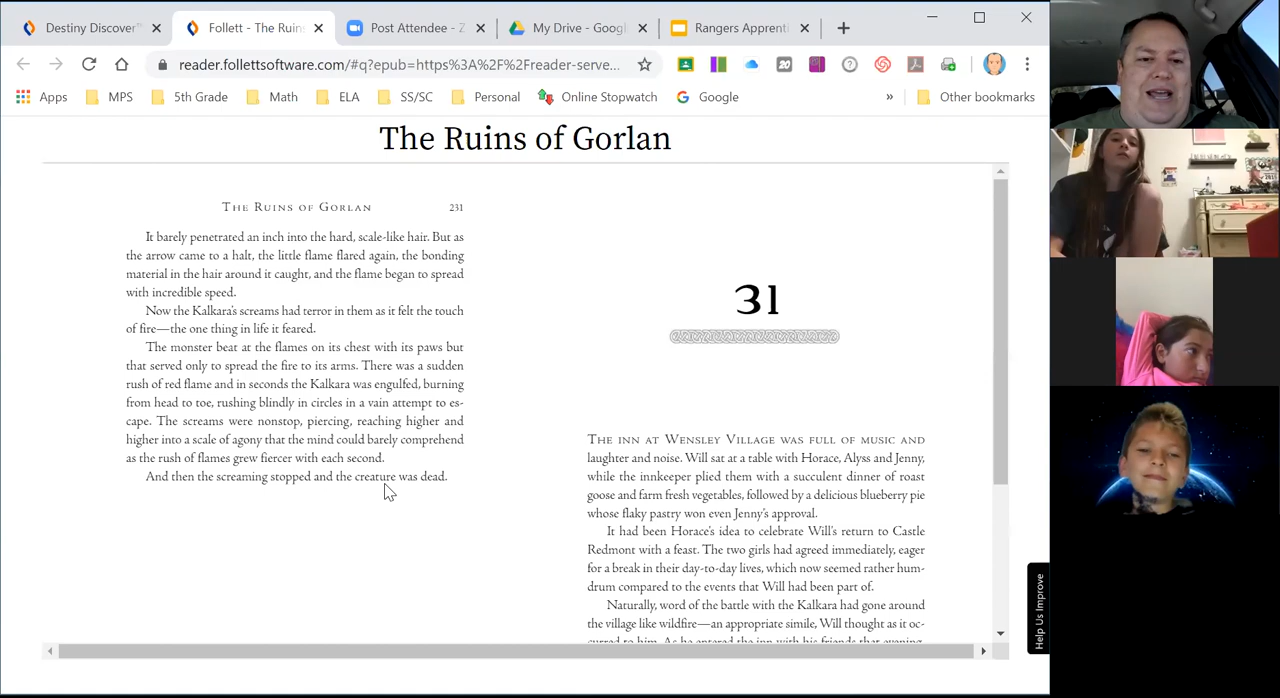 Destiny Discover
Follett - The Ruin
Post Attendee - Z
My Drive - Googl
Rangers Apprenti
reader.follettsoftware.com/#q?epub=https%3A%2F%2Freader-serve...
20
Apps
MPS
5th Grade
Math
ELA
SS/SC
Personal
Online Stopwatch
Google
»
Other bookmarks
The Ruins of Gorlan
The Ruins of Gorlan 231
It barely penetrated an inch into the hard, scale-like hair. But as
the arrow came to a halt, the little flame flared again, the bonding
material in the hair around it caught, and the flame began to spread
with incredible speed.
Now the Kalkara's screams had terror in them as it felt the touch
of fire—the one thing in life it feared.
The monster beat at the flames on its chest with its paws but
that served only to spread the fire to its arms. There was a sudden
rush of red flame and in seconds the Kalkara was engulfed, burning
from head to toe, rushing blindly in circles in a vain attempt to es-
cape. The screams were nonstop, piercing, reaching higher and
higher into a scale of agony that the mind could barely comprehend
as the rush of flames grew fiercer with each second.
And then the screaming stopped and the creature was dead.
31
The inn at Wensley Village was full of music and
laughter and noise. Will sat at a table with Horace, Alyss and Jenny,
while the innkeeper plied them with a succulent dinner of roast
goose and farm fresh vegetables, followed by a delicious blueberry pie
whose flaky pastry won even Jenny's approval.
It had been Horace's idea to celebrate Will's return to Castle
Redmont with a feast. The two girls had agreed immediately, eager
for a break in their day-to-day lives, which now seemed rather hum-
drum compared to the events that Will had been part of.
Naturally, word of the battle with the Kalkara had gone around
the village like wildfire—an appropriate simile, Will thought as it oc-
curred to him. As he entered the inn with his friends that evening,
Help Us Improve